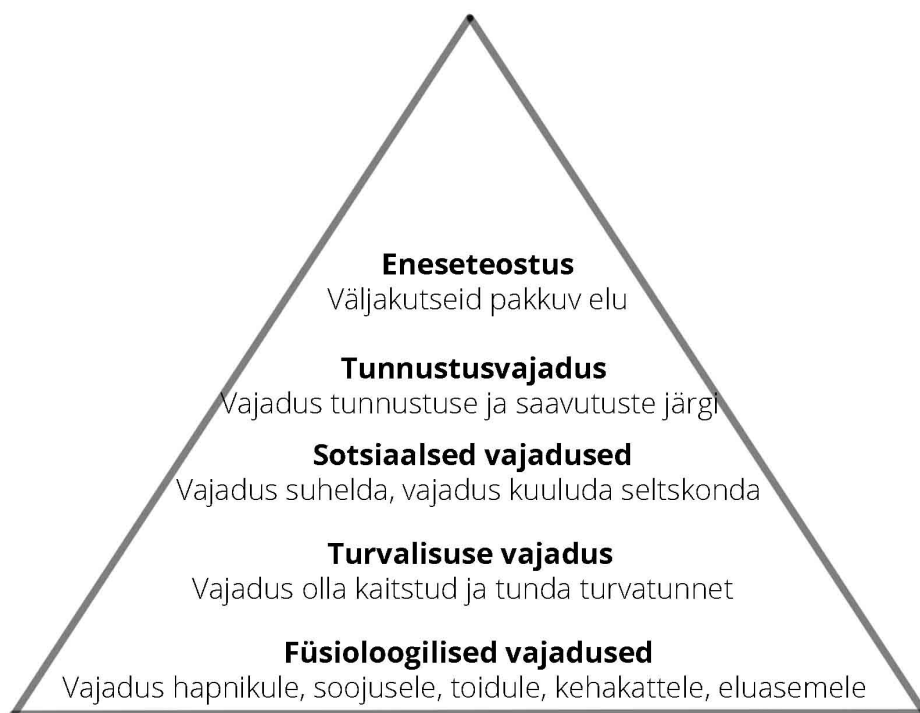 Eneseteostus
Väljakutseid pakkuv elu
Tunnustusvajadus
Vajadus tunnustuse ja saavutuste järgi
Sotsiaalsed vajadused
Vajadus suhelda, vajadus kuuluda seltskonda
Turvalisuse vajadus
Vajadus olla kaitstud ja tunda turvatunnet
Füsioloogilised vajadused
Vajadus hapnikule, soojusele, toidule, kehakattele, eluasemele